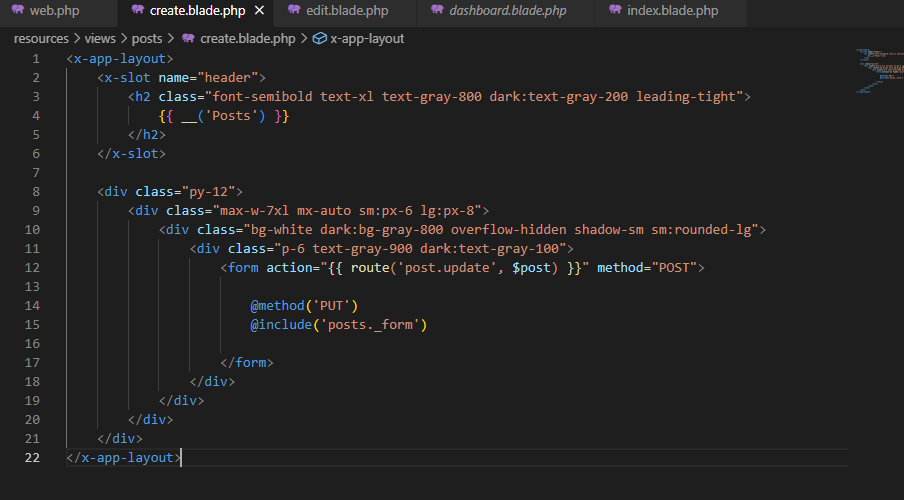 web.php create.blade.php edit.blade.php dashboard.blade.php index.blade.php
resources > views > posts > create.blade.php > x-app-layout
1 <x-app-layout>
2 <x-slot name="header">
3 <h2 class="font-semibold text-xl text-gray-800 dark:text-gray-200 leading-tight">
4 {{ __('Posts') }}
5 </h2>
6 </x-slot>
7
8 <div class="py-12">
9 <div class="max-w-7xl mx-auto sm:px-6 lg:px-8">
10 <div class="bg-white dark:bg-gray-800 overflow-hidden shadow-sm sm:rounded-lg">
11 <div class="p-6 text-gray-900 dark:text-gray-100">
12 <form action="{{ route('post.update', $post) }}" method="POST">
13
14 @method('PUT')
15 @include('posts._form')
16
17 </form>
18 </div>
19 </div>
20 </div>
21 </div>
22 </x-app-layout>